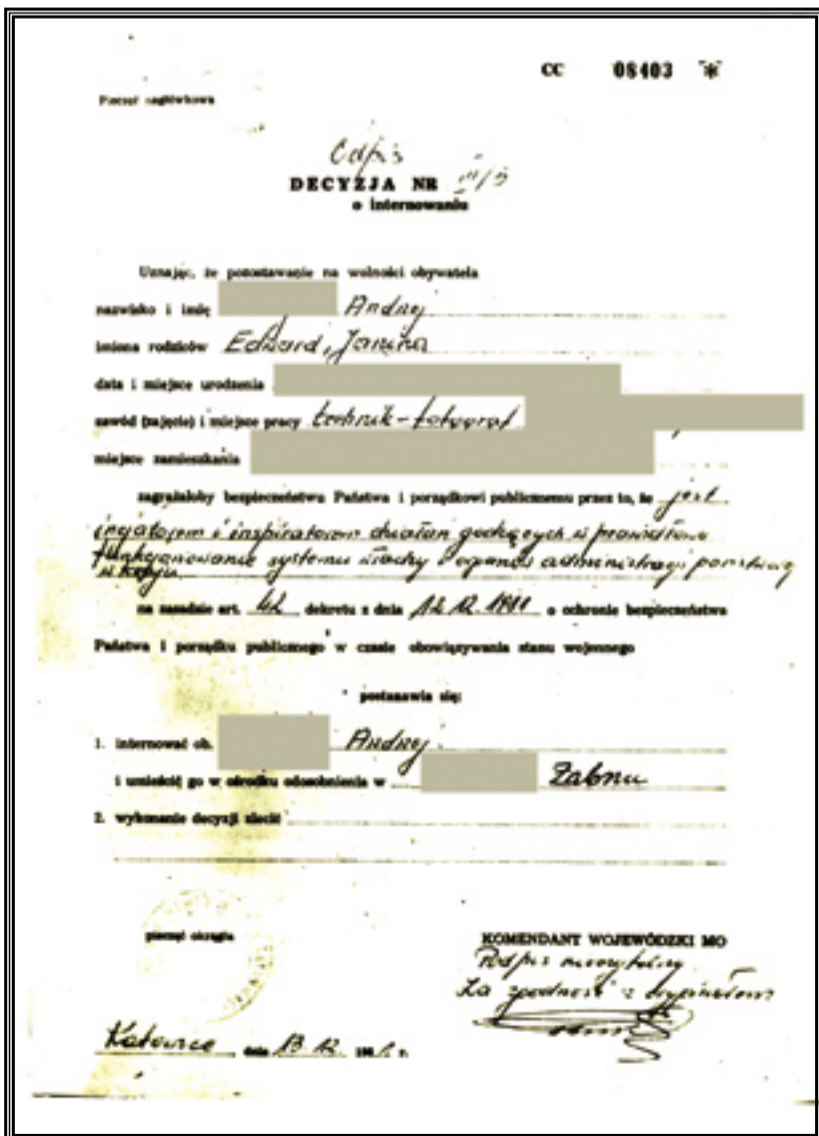 CC 08403 *
Pieczęć nagłówkowa
Odpis
DECYZJA NR III/5
o internowaniu
Uznając, że pozostawanie na wolności obywatela
nazwisko i imię Andrzej
imiona rodziców Edward, Janina
data i miejsce urodzenia
zawód (zajęcie) i miejsce pracy technik-fotograf
miejsce zamieszkania
zagrażałoby bezpieczeństwu Państwa i porządkowi publicznemu przez to, że jest
i inspiratorem działań godzących w prawidłowe
funkcjonowanie systemu władzy i organów administracji
w kraju
na zasadzie art. 42 dekretu z dnia 12.12.1981 o ochronie bezpieczeństwa
Państwa i porządku publicznego w czasie obowiązywania stanu wojennego
postanawia się:
1. internować ob. Andrzej
i umieścić go w ośrodku odosobnienia w Zabrzu
2. wykonanie decyzji zlecić
pieczęć okrągła
KOMENDANT WOJEWÓDZKI MO
Podpis nieczytelny
Za zgodność z oryginałem
Katowice, dnia 13.12. 1981 r.